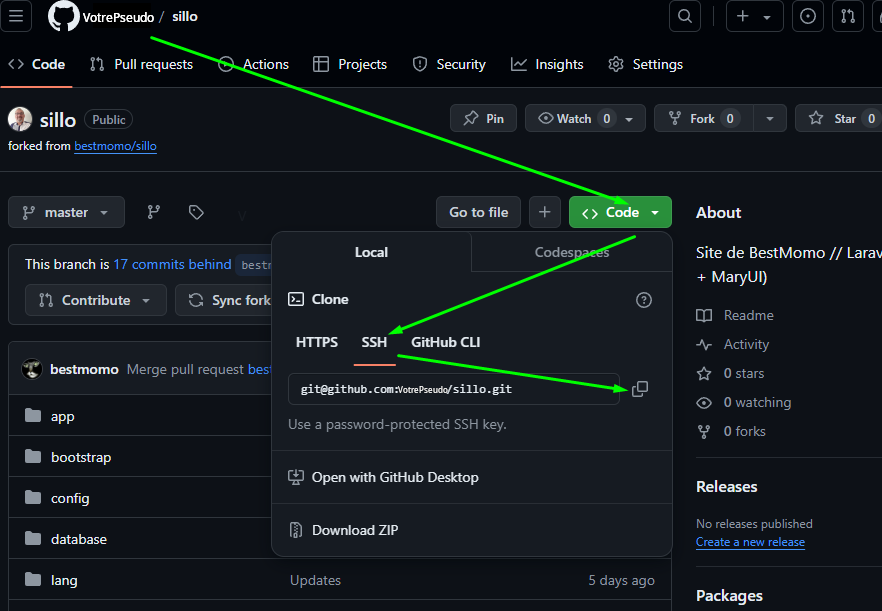 VotrePseudo / sillo
Code Pull requests Actions Projects Security Insights Settings
sillo Public Pin Watch 0 Fork 0 Star 0
forked from bestmomo/sillo
master Go to file Code
About
Local Codespaces
Site de BestMomo // Larav
+ MaryUI)
This branch is 17 commits behind bestm
Clone
Contribute Sync fork
HTTPS SSH GitHub CLI
git@github.com:VotrePseudo/sillo.git
Use a password-protected SSH key.
Open with GitHub Desktop
Download ZIP
Readme
Activity
0 stars
0 watching
0 forks
bestmomo Merge pull request best
app
bootstrap
config
database
lang Updates 5 days ago
Releases
No releases published
Create a new release
Packages